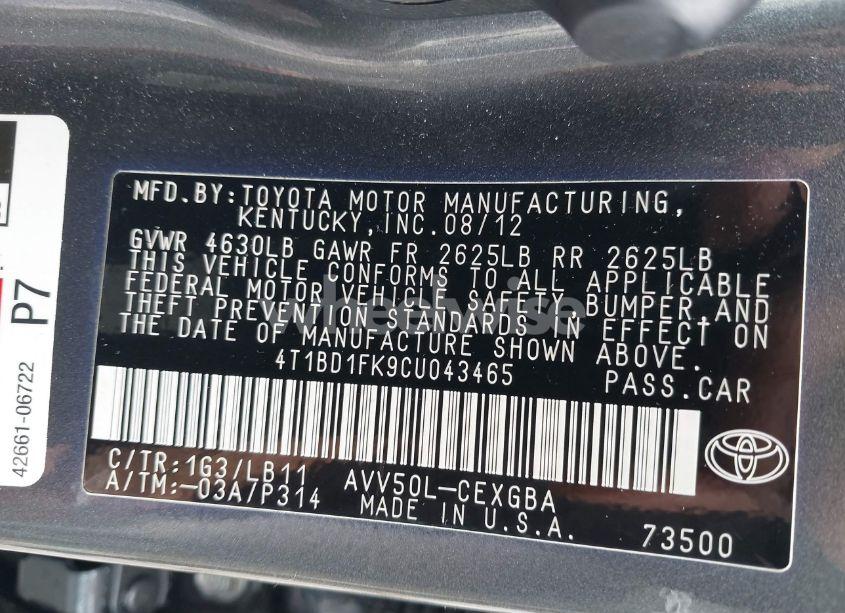 MFD.BY:TOYOTA MOTOR MANUFACTURING,
KENTUCKY,INC.08/12
GVWR 4630LB GAWR FR 2625LB RR 2625LB
THIS VEHICLE CONFORMS TO ALL APPLICABLE
FEDERAL MOTOR VEHICLE SAFETY,BUMPER,AND
THEFT PREVENTION STANDARDS IN EFFECT ON
THE DATE OF MANUFACTURE SHOWN ABOVE.
4T1BD1FK9CU043465 PASS.CAR
C/TR:1G3/LB11 AVV50L-CEXGBA
A/TM:-03A/P314 MADE IN U.S.A.
73500
P7
42661-06722